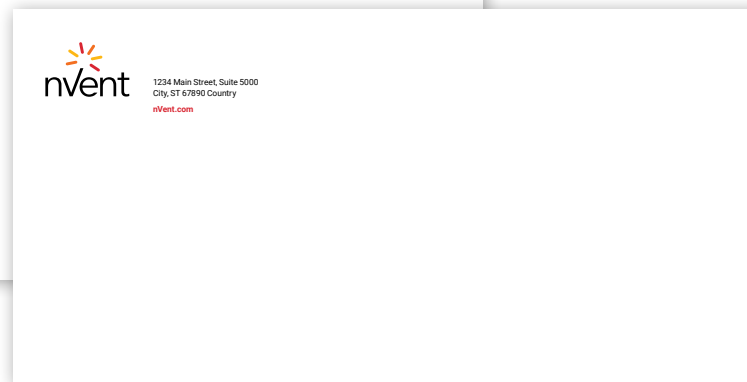 nvent
1234 Main Street, Suite 5000
City, ST 67890 Country
nVent.com